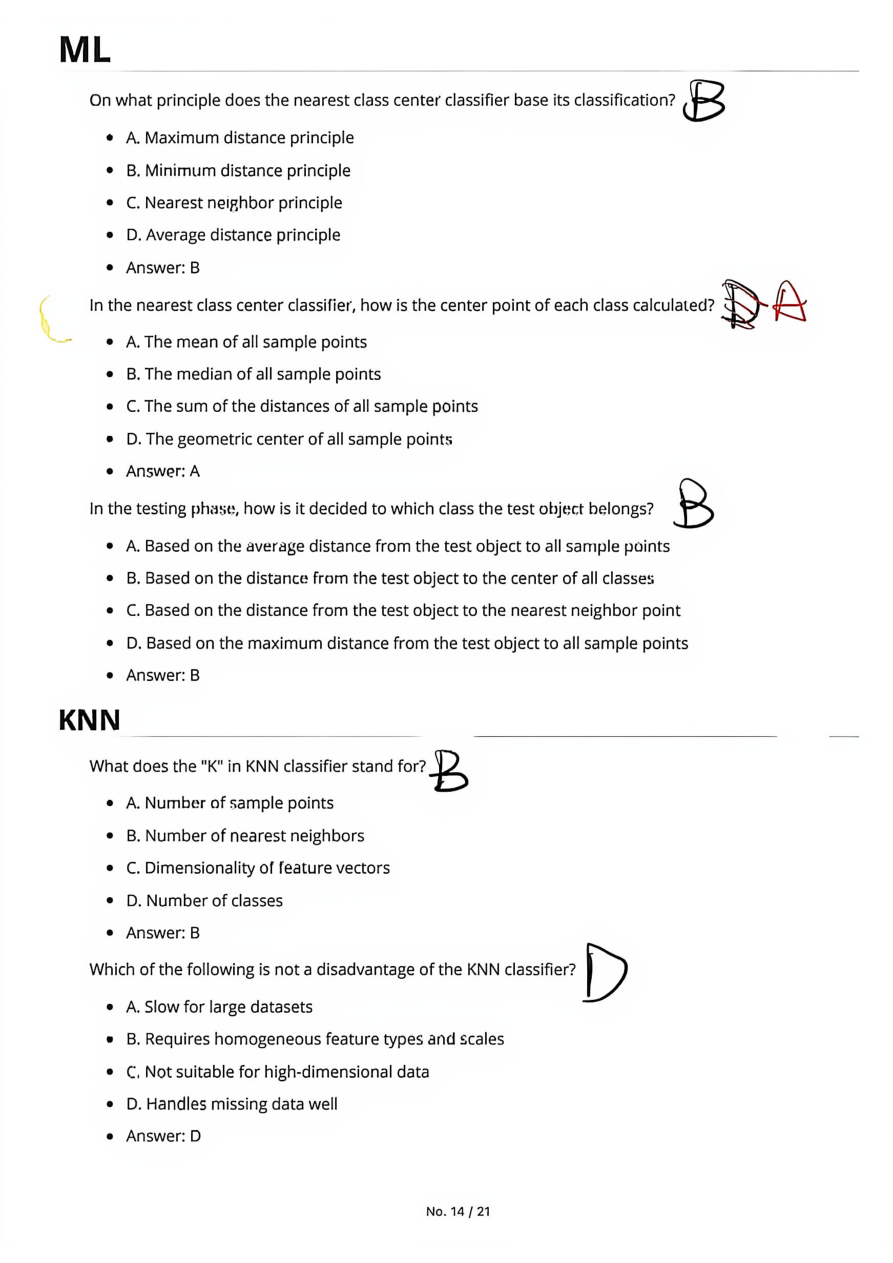 ML
On what principle does the nearest class center classifier base its classification? B
• A. Maximum distance principle
• B. Minimum distance principle
• C. Nearest neighbor principle
• D. Average distance principle
• Answer: B
In the nearest class center classifier, how is the center point of each class calculated? D A
• A. The mean of all sample points
• B. The median of all sample points
• C. The sum of the distances of all sample points
• D. The geometric center of all sample points
• Answer: A
In the testing phase, how is it decided to which class the test object belongs? B
• A. Based on the average distance from the test object to all sample points
• B. Based on the distance from the test object to the center of all classes
• C. Based on the distance from the test object to the nearest neighbor point
• D. Based on the maximum distance from the test object to all sample points
• Answer: B
KNN
What does the "K" in KNN classifier stand for? B
• A. Number of sample points
• B. Number of nearest neighbors
• C. Dimensionality of feature vectors
• D. Number of classes
• Answer: B
Which of the following is not a disadvantage of the KNN classifier? D
• A. Slow for large datasets
• B. Requires homogeneous feature types and scales
• C. Not suitable for high-dimensional data
• D. Handles missing data well
• Answer: D
No. 14 / 21